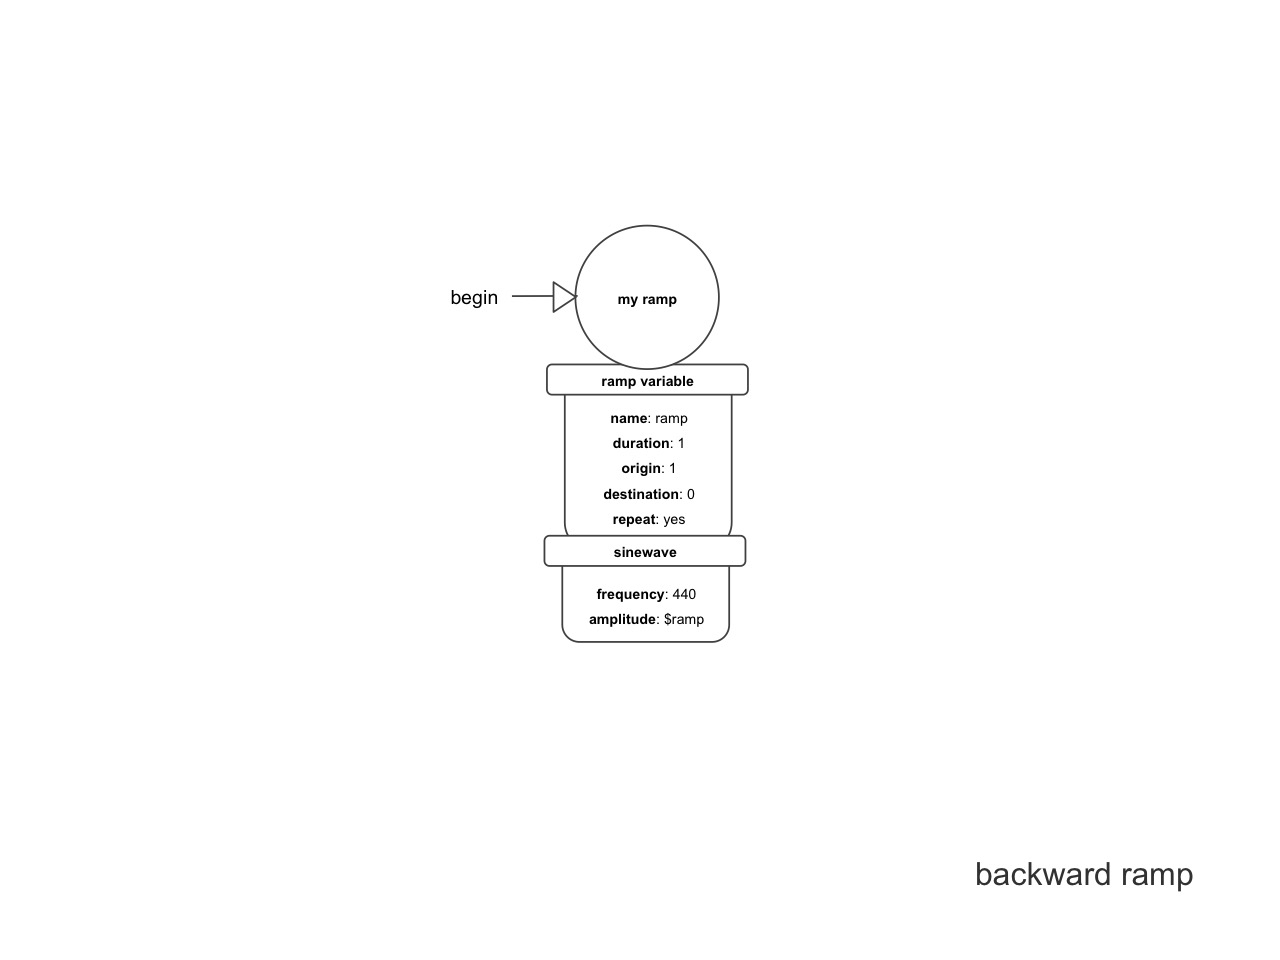 begin
my ramp
ramp variable
name: ramp
duration: 1
origin: 1
destination: 0
repeat: yes
sinewave
frequency: 440
amplitude: $ramp
backward ramp